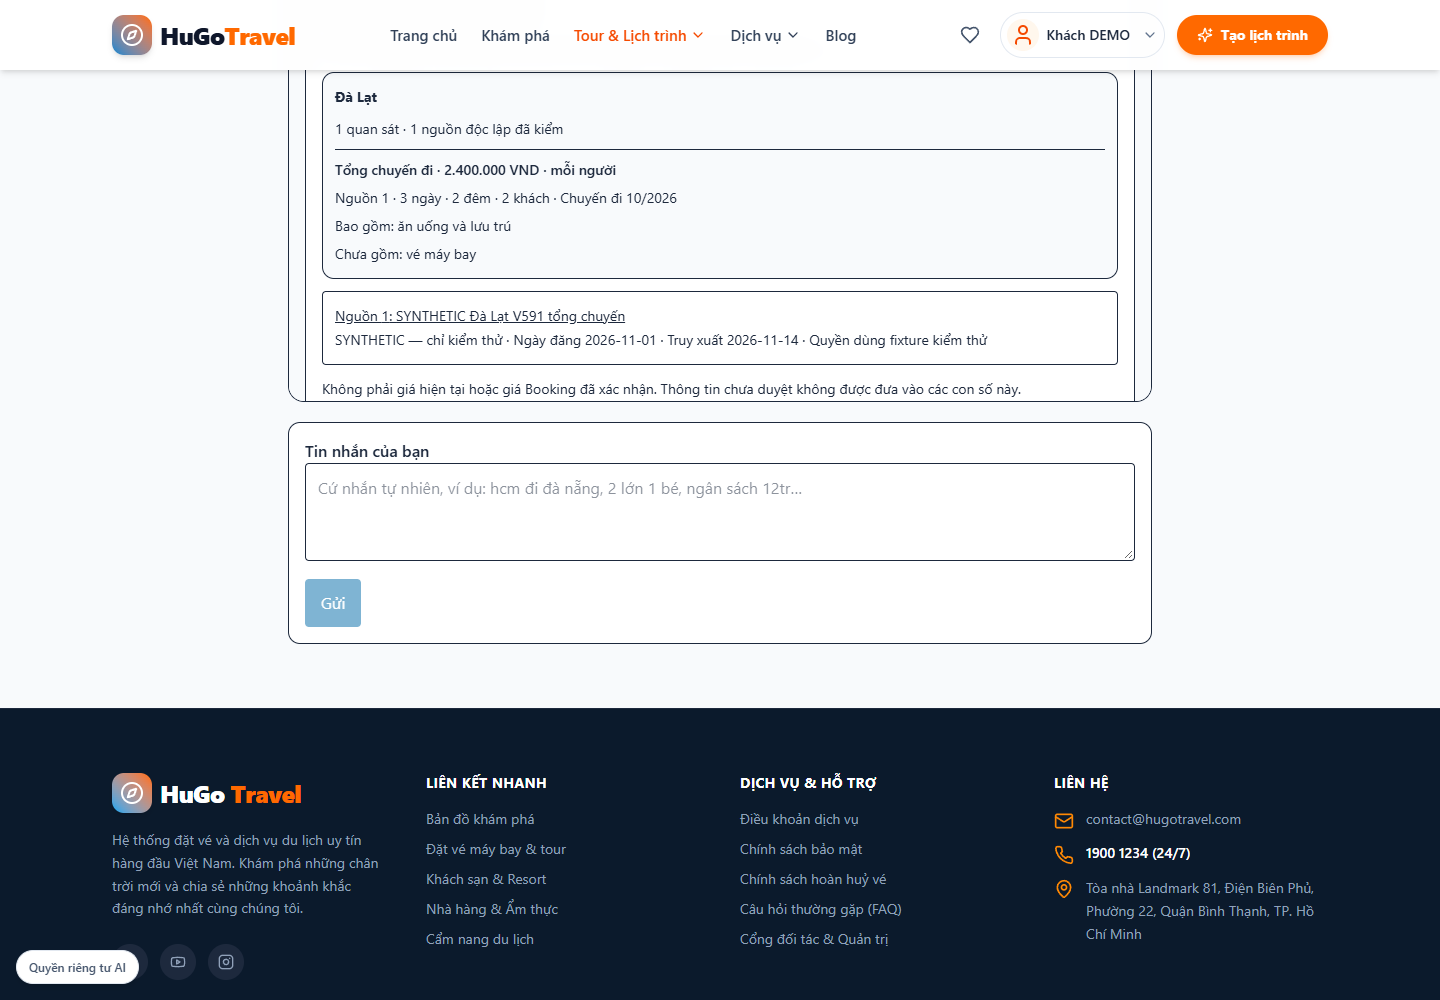 HuGoTravel
Trang chủ
Khám phá
Tour & Lịch trình
Dịch vụ
Blog
Khách DEMO
Tạo lịch trình
Đà Lạt
1 quan sát · 1 nguồn độc lập đã kiểm
Tổng chuyến đi · 2.400.000 VND · mỗi người
Nguồn 1 · 3 ngày · 2 đêm · 2 khách · Chuyến đi 10/2026
Bao gồm: ăn uống và lưu trú
Chưa gồm: vé máy bay
Nguồn 1: SYNTHETIC Đà Lạt V591 tổng chuyến
SYNTHETIC — chỉ kiểm thử · Ngày đăng 2026-11-01 · Truy xuất 2026-11-14 · Quyền dùng fixture kiểm thử
Không phải giá hiện tại hoặc giá Booking đã xác nhận. Thông tin chưa duyệt không được đưa vào các con số này.
Tin nhắn của bạn
Cứ nhắn tự nhiên, ví dụ: hcm đi đà nẵng, 2 lớn 1 bé, ngân sách 12tr...
Gửi
HuGo Travel
Hệ thống đặt vé và dịch vụ du lịch uy tín
hàng đầu Việt Nam. Khám phá những chân
trời mới và chia sẻ những khoảnh khắc
đáng nhớ nhất cùng chúng tôi.
LIÊN KẾT NHANH
Bản đồ khám phá
Đặt vé máy bay & tour
Khách sạn & Resort
Nhà hàng & Ẩm thực
Cẩm nang du lịch
DỊCH VỤ & HỖ TRỢ
Điều khoản dịch vụ
Chính sách bảo mật
Chính sách hoàn huỷ vé
Câu hỏi thường gặp (FAQ)
Cổng đối tác & Quản trị
LIÊN HỆ
contact@hugotravel.com
1900 1234 (24/7)
Tòa nhà Landmark 81, Điện Biên Phủ,
Phường 22, Quận Bình Thạnh, TP. Hồ
Chí Minh
Quyền riêng tư AI